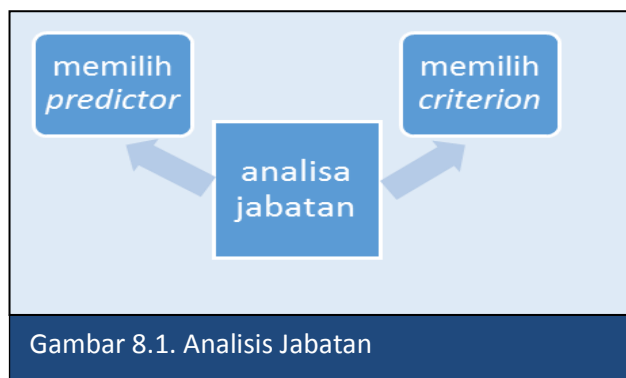 memilih
predictor
memilih
criterion
analisa
jabatan
Gambar 8.1. Analisis Jabatan